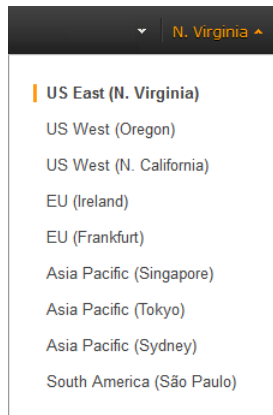 N. Virginia
US East (N. Virginia)
US West (Oregon)
US West (N. California)
EU (Ireland)
EU (Frankfurt)
Asia Pacific (Singapore)
Asia Pacific (Tokyo)
Asia Pacific (Sydney)
South America (São Paulo)